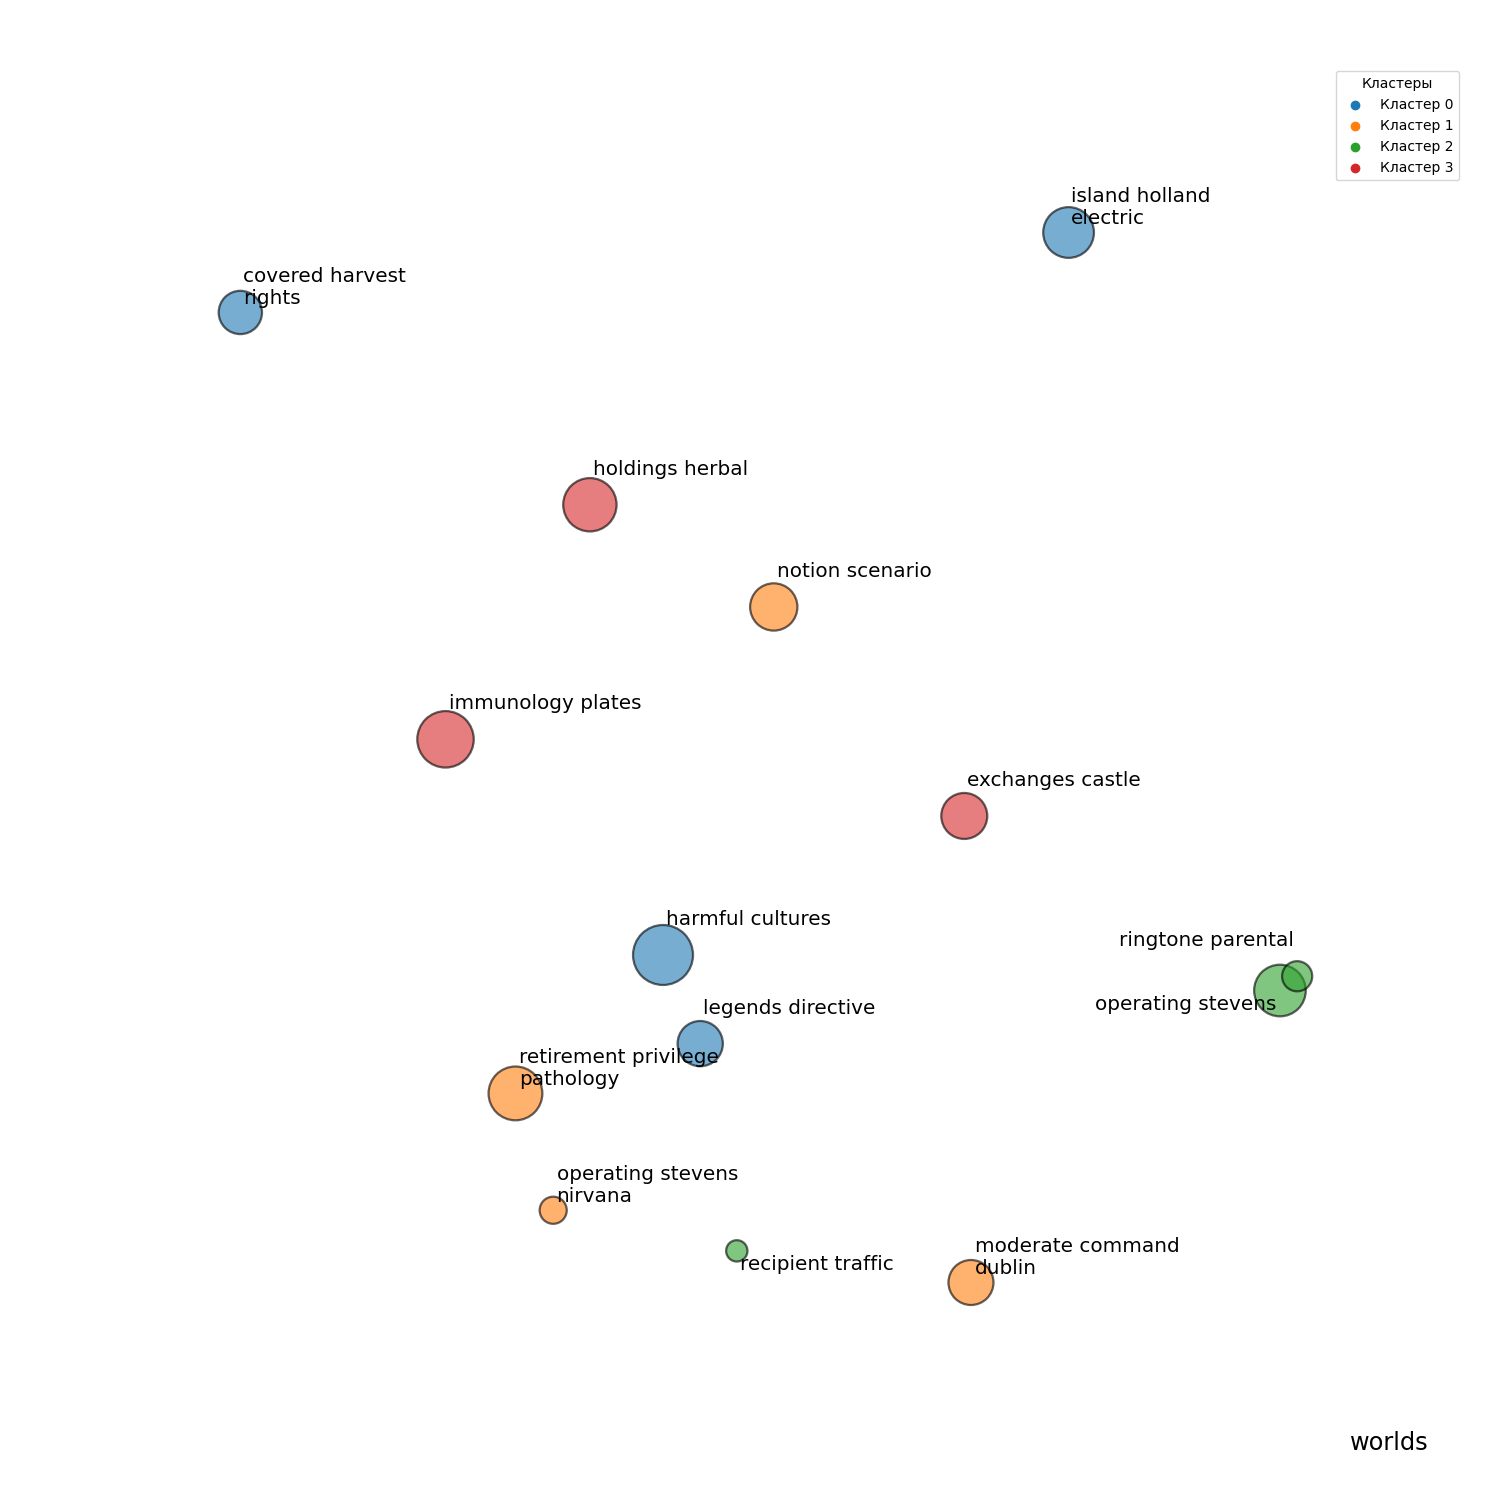 Кластеры
Кластер 0
Кластер 1
Кластер 2
Кластер 3
island holland
electric
covered harvest
rights
holdings herbal
notion scenario
immunology plates
exchanges castle
harmful cultures
ringtone parental
operating stevens
legends directive
retirement privilege
pathology
operating stevens
nirvana
recipient traffic
moderate command
dublin
worlds